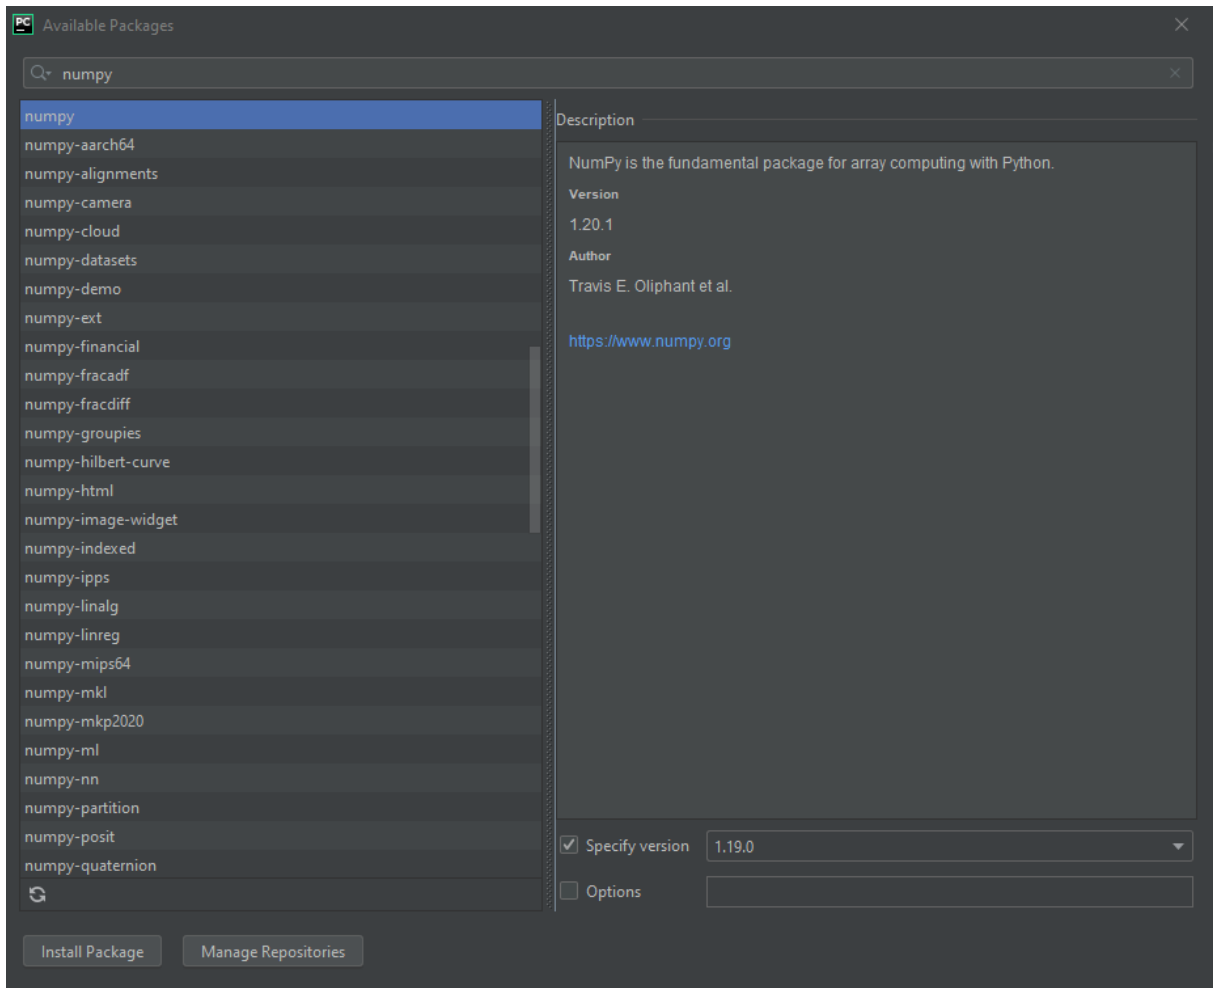 PC Available Packages
numpy
numpy
numpy-aarch64
numpy-alignments
numpy-camera
numpy-cloud
numpy-datasets
numpy-demo
numpy-ext
numpy-financial
numpy-fracadf
numpy-fracdiff
numpy-groupies
numpy-hilbert-curve
numpy-html
numpy-image-widget
numpy-indexed
numpy-ipps
numpy-linalg
numpy-linreg
numpy-mips64
numpy-mkl
numpy-mkp2020
numpy-ml
numpy-nn
numpy-partition
numpy-posit
numpy-quaternion
Description
NumPy is the fundamental package for array computing with Python.
Version
1.20.1
Author
Travis E. Oliphant et al.
https://www.numpy.org
Specify version 1.19.0
Options
Install Package Manage Repositories